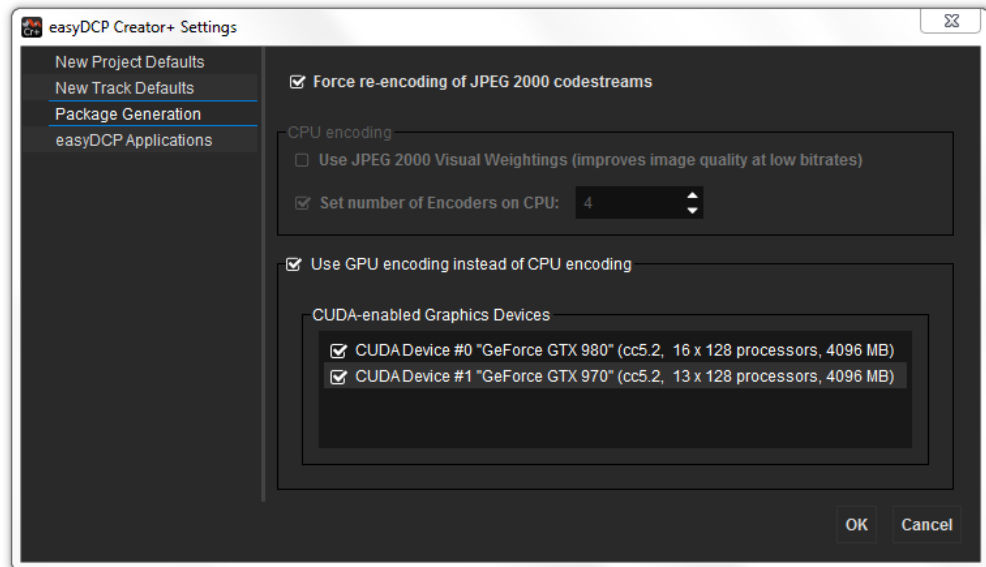 Cr+ easyDCP Creator+ Settings
New Project Defaults
New Track Defaults
Package Generation
easyDCP Applications
Force re-encoding of JPEG 2000 codestreams
CPU encoding
Use JPEG 2000 Visual Weightings (improves image quality at low bitrates)
Set number of Encoders on CPU: 4
Use GPU encoding instead of CPU encoding
CUDA-enabled Graphics Devices
CUDA Device #0 "GeForce GTX 980" (cc5.2, 16 x 128 processors, 4096 MB)
CUDA Device #1 "GeForce GTX 970" (cc5.2, 13 x 128 processors, 4096 MB)
OK Cancel